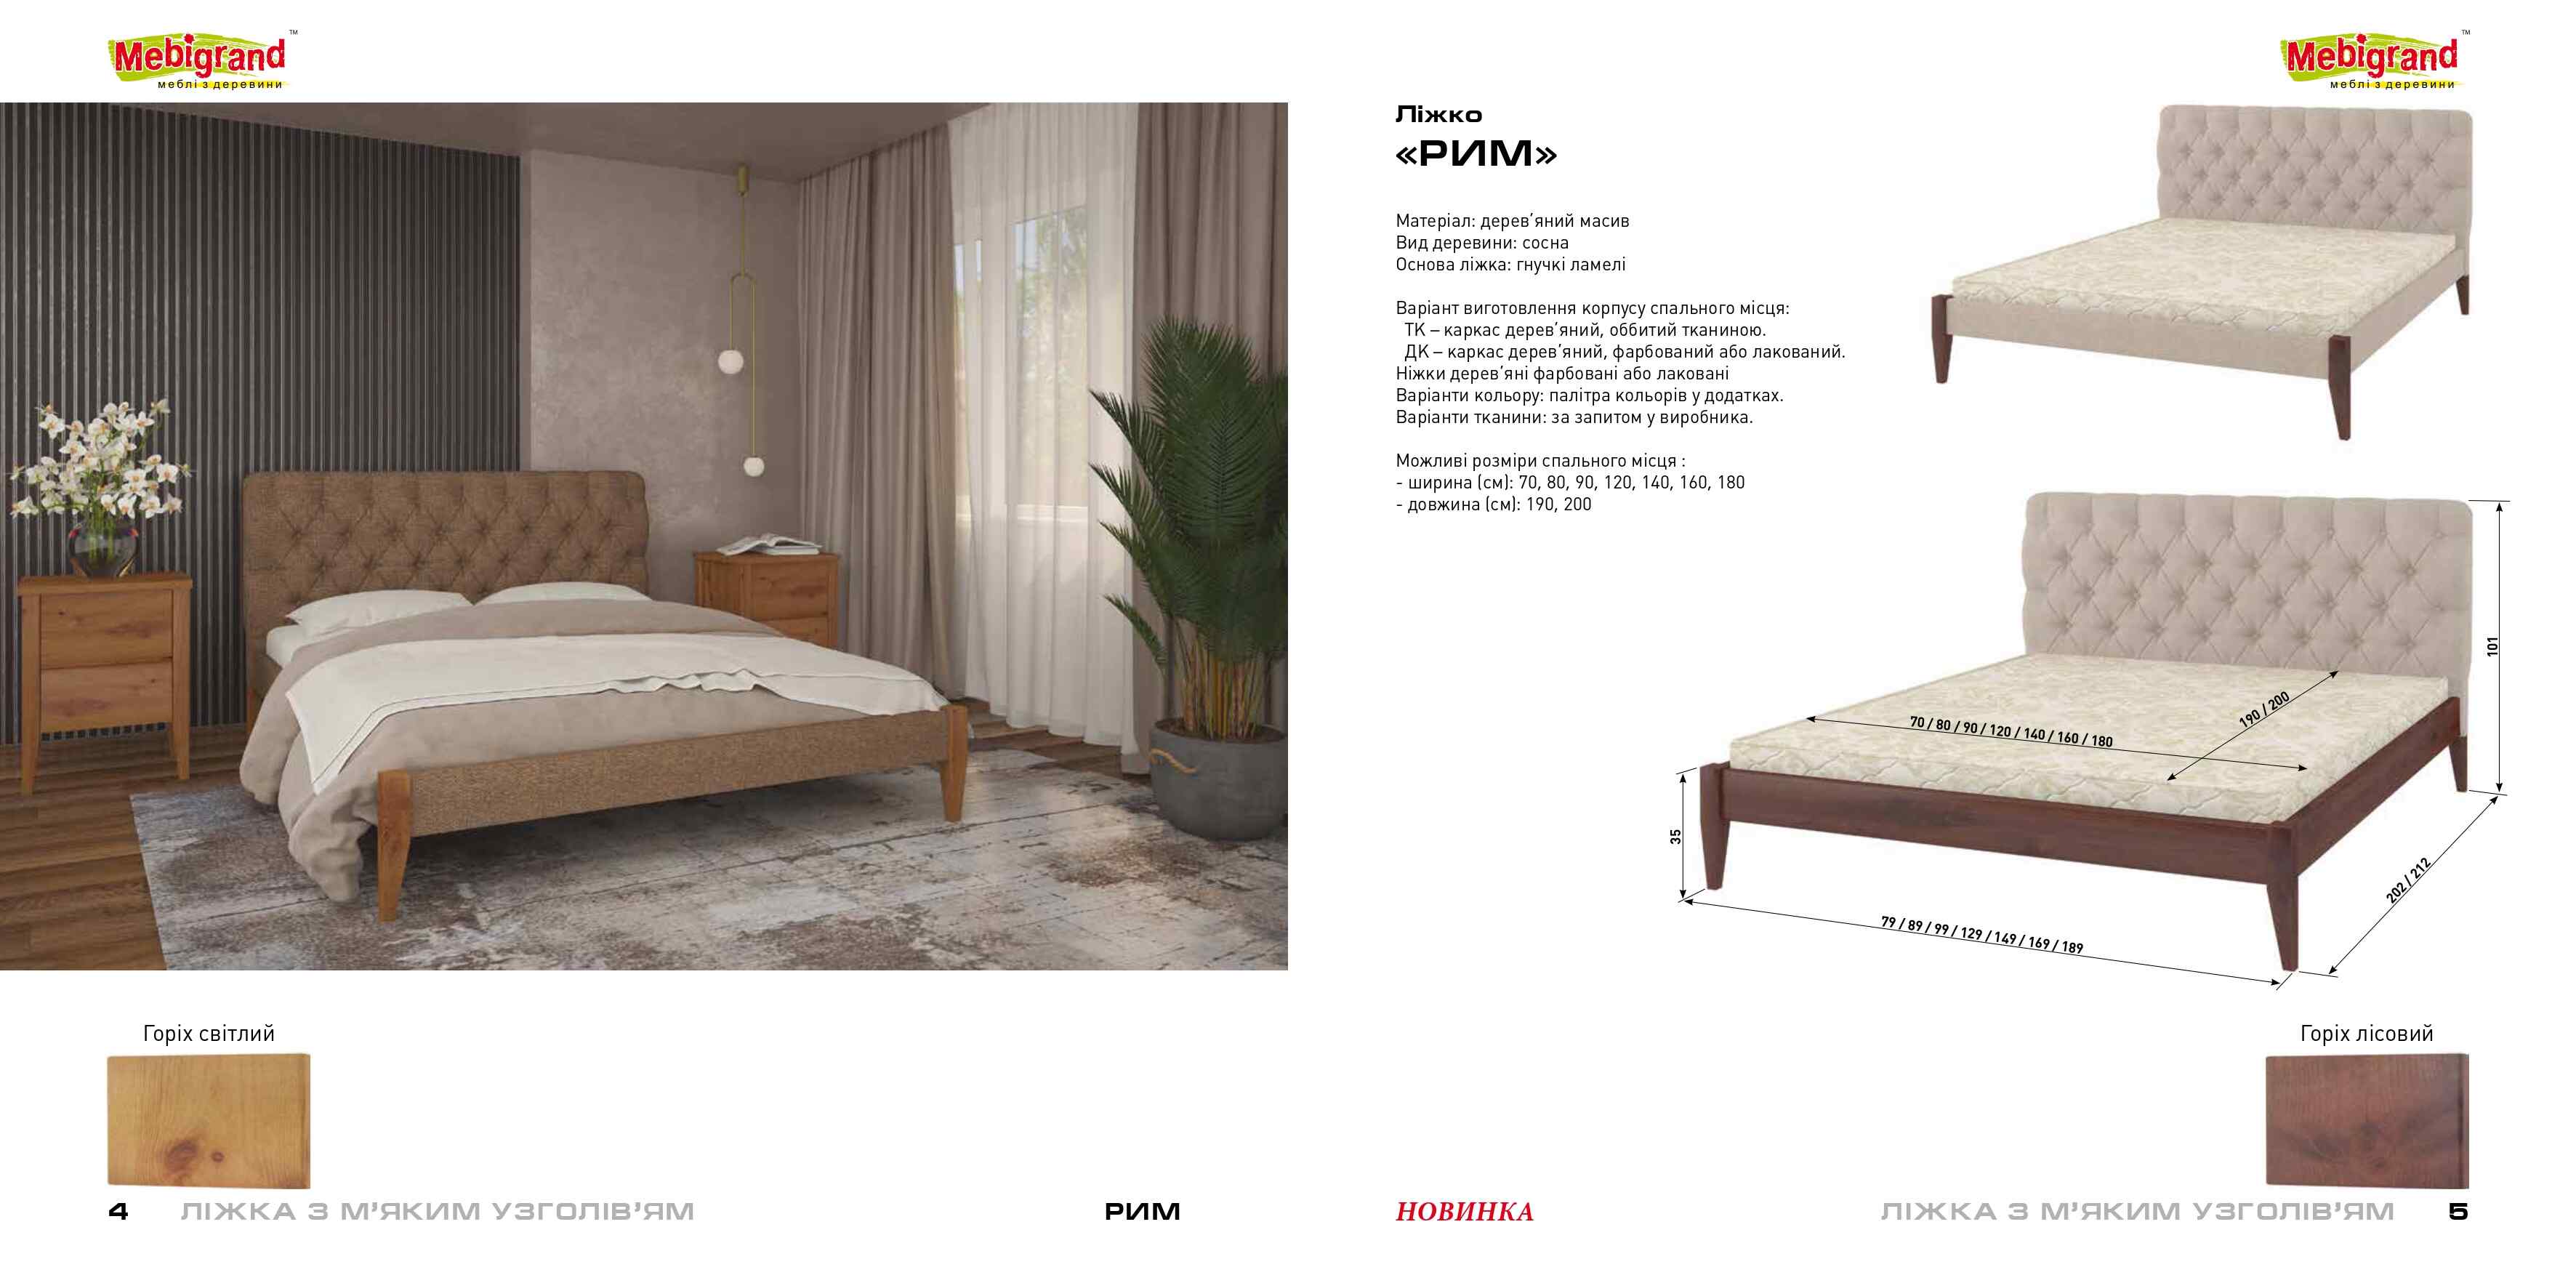 Mebigrand
TM
меблі з деревини
Mebigrand
TM
меблі з деревини
Ліжко
«РИМ»
Матеріал: дерев’яний масив
Вид деревини: сосна
Основа ліжка: гнучкі ламелі
Варіант виготовлення корпусу спального місця:
ТК – каркас дерев’яний, оббитий тканиною.
ДК – каркас дерев’яний, фарбований або лакований.
Ніжки дерев’яні фарбовані або лаковані
Варіанти кольору: палітра кольорів у додатках.
Варіанти тканини: за запитом у виробника.
Можливі розміри спального місця :
- ширина (см): 70, 80, 90, 120, 140, 160, 180
- довжина (см): 190, 200
101
190 / 200
70 / 80 / 90 / 120 / 140 / 160 / 180
35
202 / 212
79 / 89 / 99 / 129 / 149 / 169 / 189
Горіх світлий
Горіх лісовий
4 ЛІЖКА З М’ЯКИМ УЗГОЛІВ’ЯМ
РИМ
НОВИНКА
ЛІЖКА З М’ЯКИМ УЗГОЛІВ’ЯМ 5